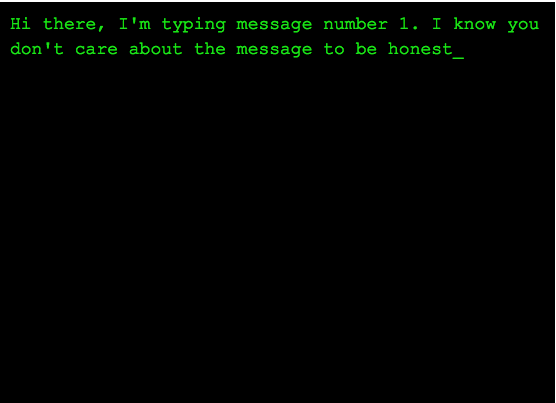 Hi there, I'm typing message number 1. I know you
don't care about the message to be honest_